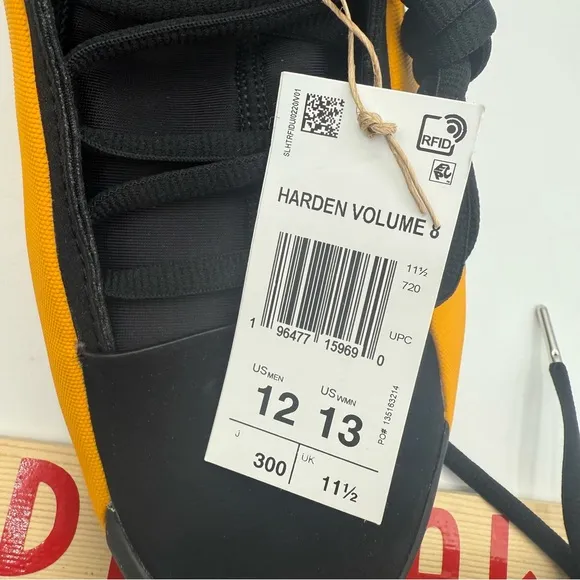 SLHTRFIDUI0220N01
RFID
HARDEN VOLUME 8
11½
720
1 96477 15969 0
UPC
US MEN
12
US WMN
13
PO# 135163214
J
300
UK
11½